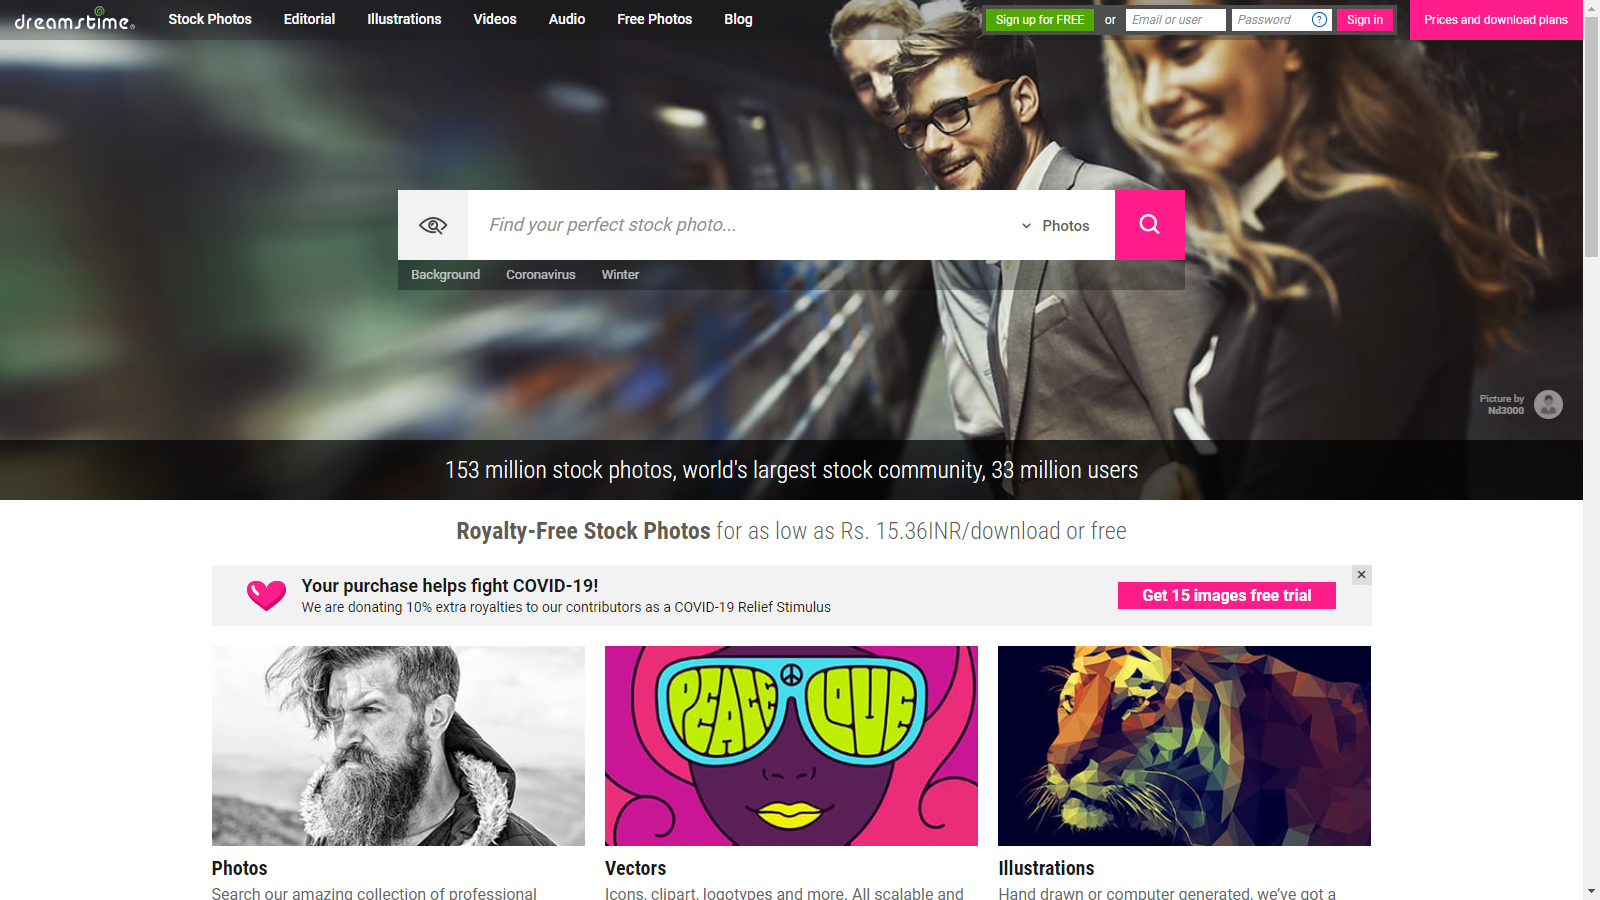 dreamstime®
Stock Photos Editorial Illustrations Videos Audio Free Photos Blog
Sign up for FREE or Email or user Password ? Sign in
Prices and download plans
Find your perfect stock photo...
Photos
Background Coronavirus Winter
Picture by
Nd3000
153 million stock photos, world's largest stock community, 33 million users
Royalty-Free Stock Photos for as low as Rs. 15.36INR/download or free
Your purchase helps fight COVID-19!
We are donating 10% extra royalties to our contributors as a COVID-19 Relief Stimulus
Get 15 images free trial
PEACE LOVE
Photos
Search our amazing collection of professional
Vectors
Icons, clipart, logotypes and more. All scalable and
Illustrations
Hand drawn or computer generated, we've got a